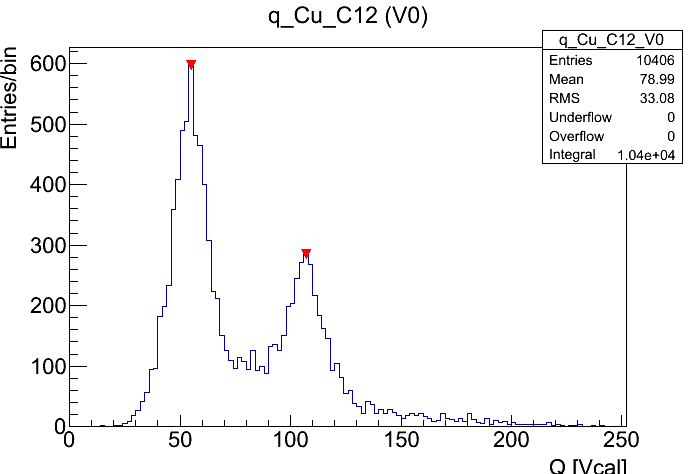 q_Cu_C12 (V0)
q_Cu_C12_V0
Entries 10406
Mean 78.99
RMS 33.08
Underflow 0
Overflow 0
Integral 1.04e+04
Entries/bin
600
500
400
300
200
100
0
0 50 100 150 200 250
Q [Vcal]